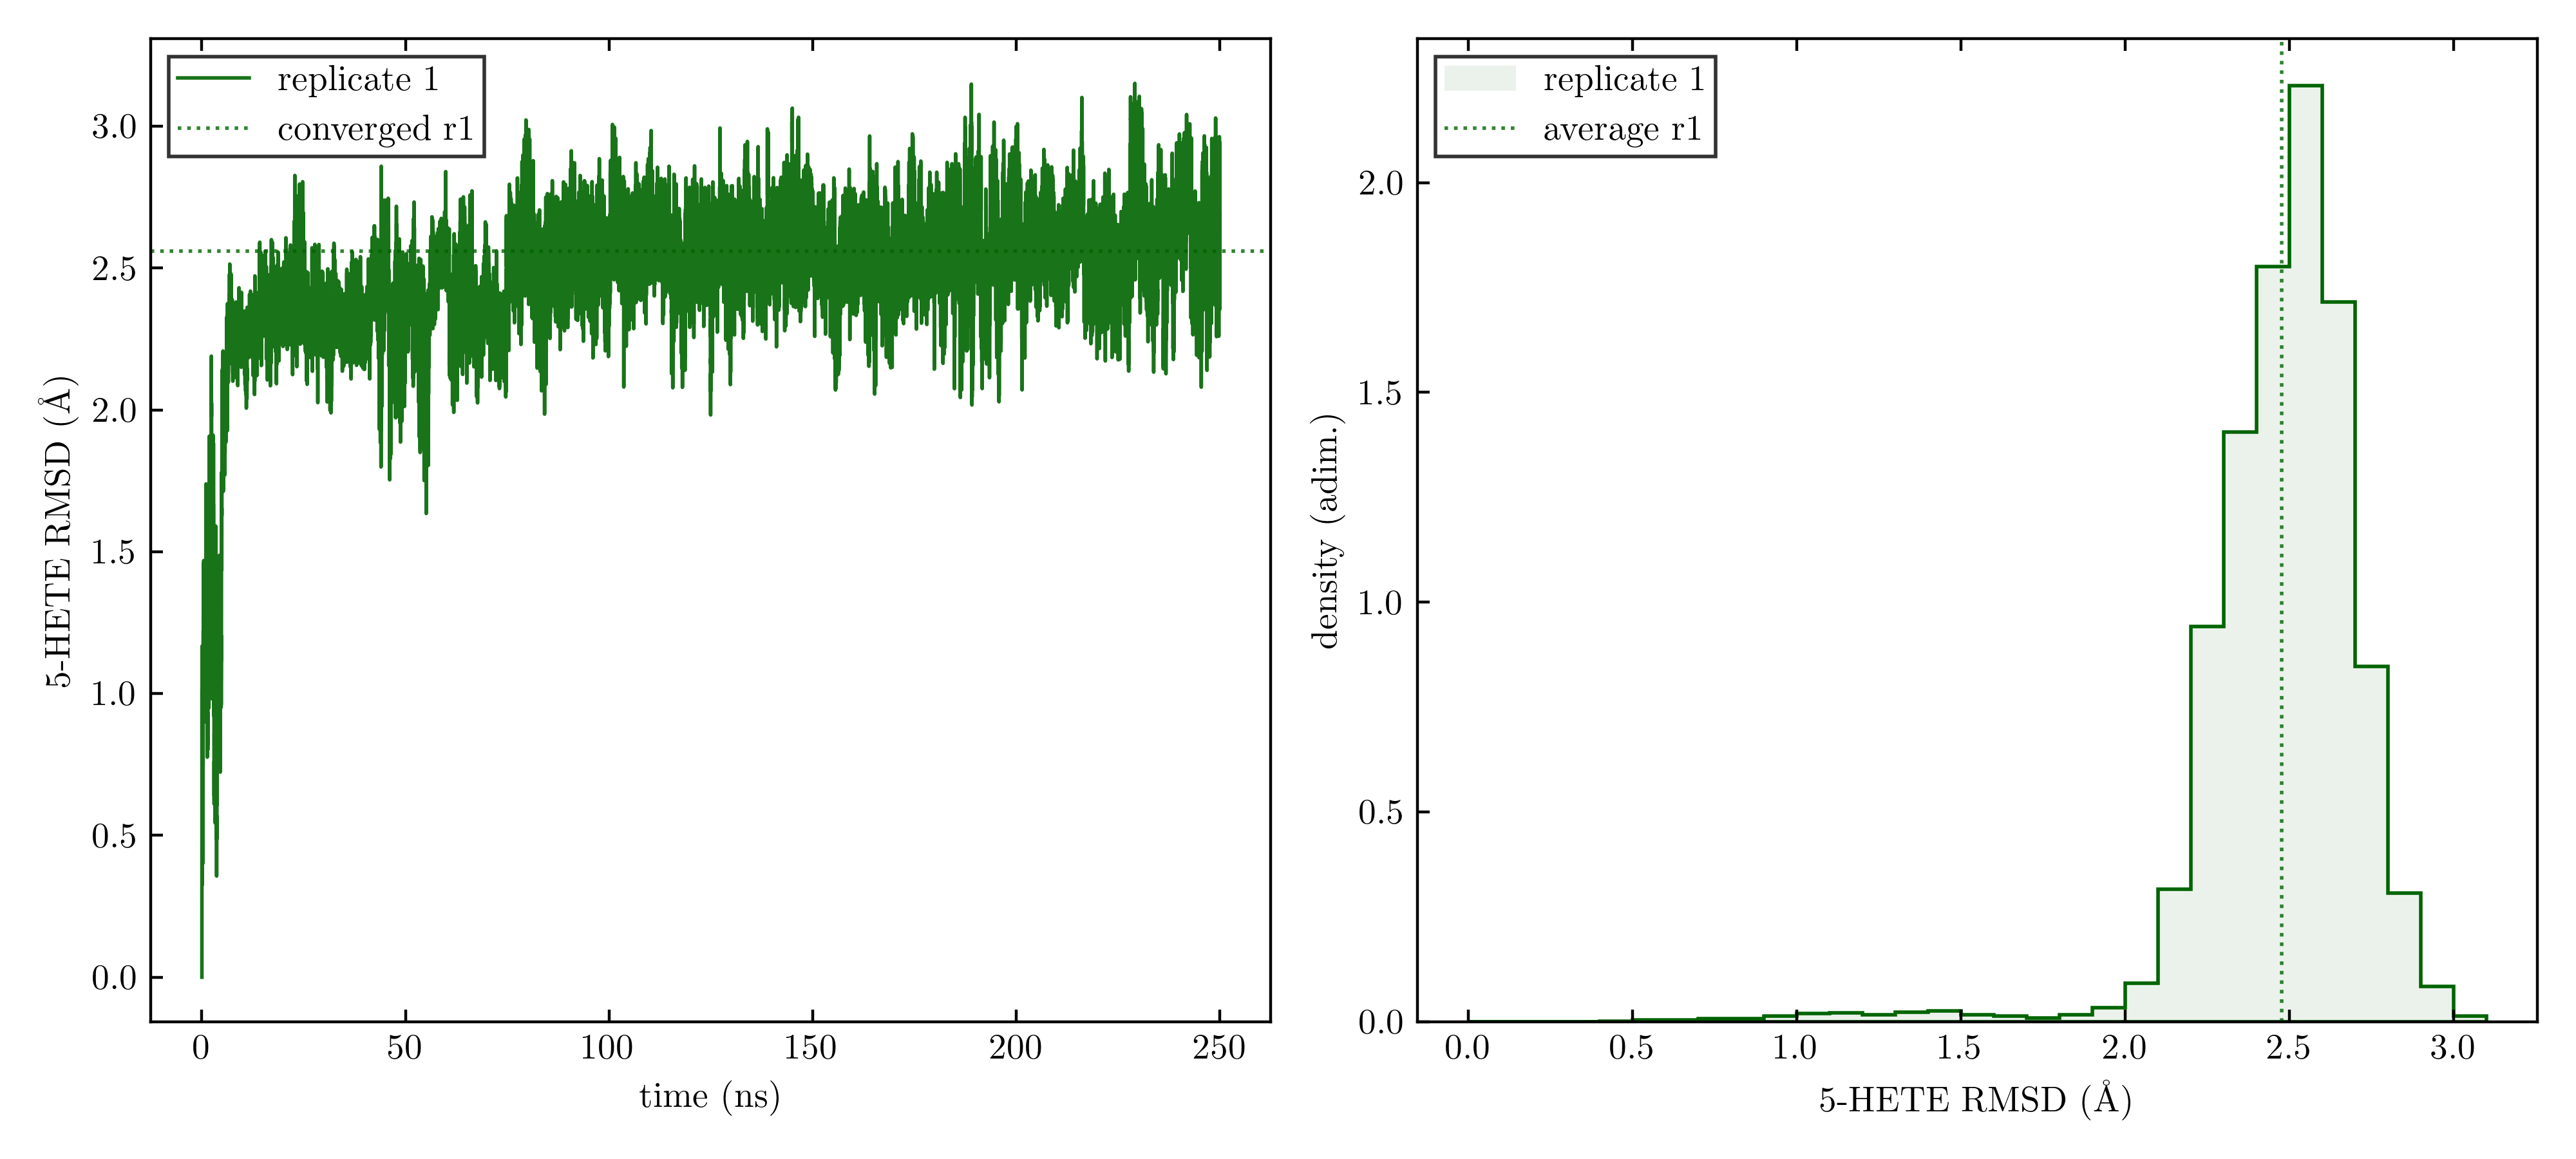 replicate 1
converged r1
3.0
2.5
2.0
1.5
1.0
0.5
0.0
5-HETE RMSD (Å)
0 50 100 150 200 250
time (ns)
replicate 1
average r1
2.0
1.5
1.0
0.5
0.0
density (adim.)
0.0 0.5 1.0 1.5 2.0 2.5 3.0
5-HETE RMSD (Å)